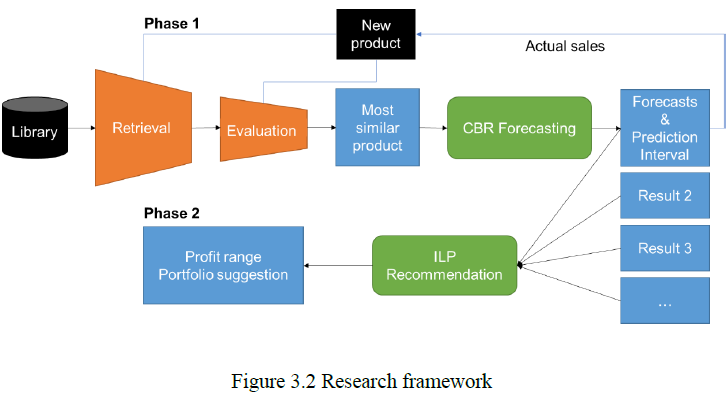 Phase 1
New
product
Actual sales
Library
Retrieval
Evaluation
Most
similar
product
CBR Forecasting
Forecasts
&
Prediction
Interval
Result 2
Result 3
...
Phase 2
Profit range
Portfolio suggestion
ILP
Recommendation
Figure 3.2 Research framework